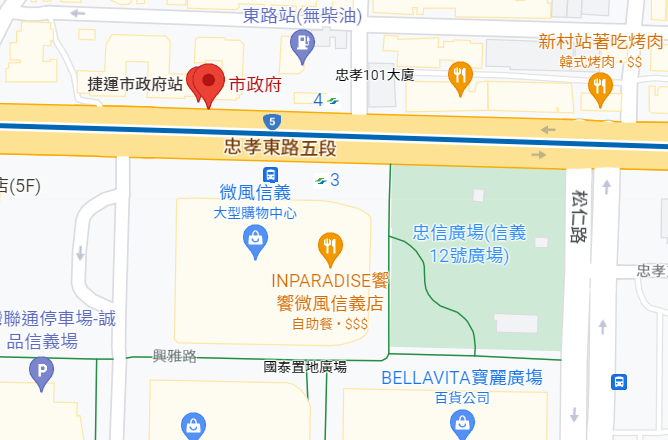 東路站(無柴油)
新村站著吃烤肉
韓式烤肉・$$
忠孝101大廈
捷運市政府站
市政府
4
5
忠孝東路五段
3
店(5F)
微風信義
大型購物中心
松仁路
忠信廣場(信義
12號廣場)
INPARADISE饗
饗微風信義店
自助餐・$$$
忠孝
聯通停車場-誠
品信義場
P
興雅路
國泰置地廣場
BELLAVITA寶麗廣塲
百貨公司